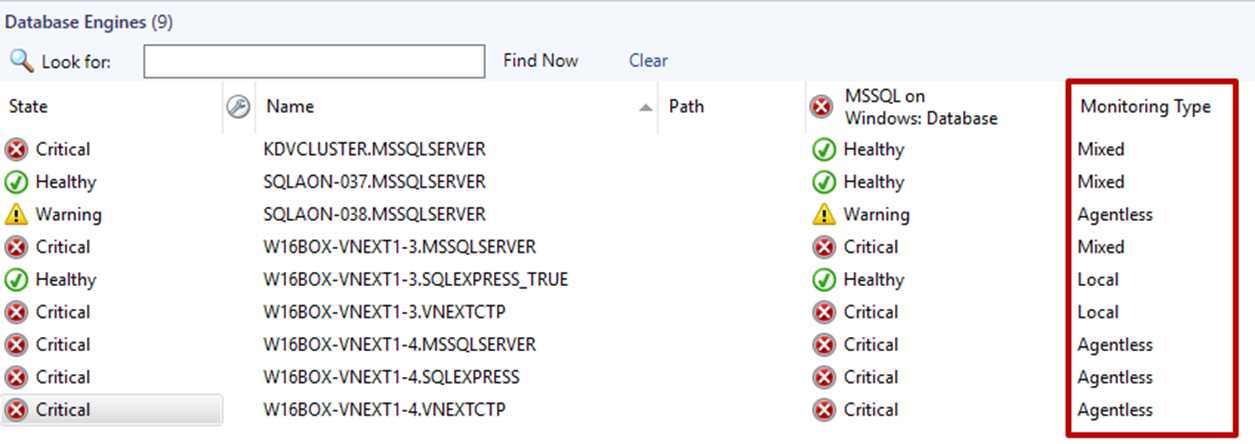 Database Engines (9)
Look for: Find Now Clear
State Name Path MSSQL on Windows: Database Monitoring Type
Critical KDVCLUSTER.MSSQLSERVER Healthy Mixed
Healthy SQLAON-037.MSSQLSERVER Healthy Mixed
Warning SQLAON-038.MSSQLSERVER Warning Agentless
Critical W16BOX-VNEXT1-3.MSSQLSERVER Critical Mixed
Healthy W16BOX-VNEXT1-3.SQLEXPRESS_TRUE Healthy Local
Critical W16BOX-VNEXT1-3.VNEXTCTP Critical Local
Critical W16BOX-VNEXT1-4.MSSQLSERVER Critical Agentless
Critical W16BOX-VNEXT1-4.SQLEXPRESS Critical Agentless
Critical W16BOX-VNEXT1-4.VNEXTCTP Critical Agentless